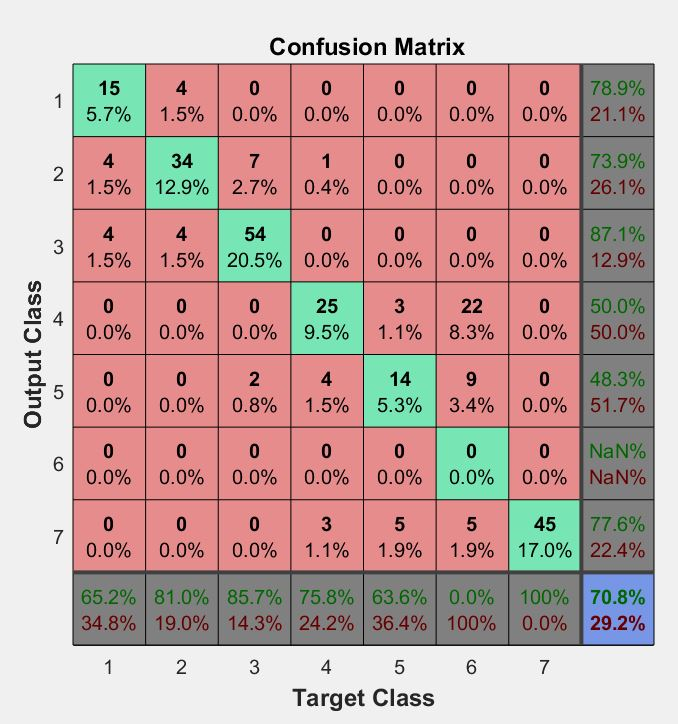 Confusion Matrix
1 15 4 0 0 0 0 0 78.9%
5.7% 1.5% 0.0% 0.0% 0.0% 0.0% 0.0% 21.1%
2 4 34 7 1 0 0 0 73.9%
1.5% 12.9% 2.7% 0.4% 0.0% 0.0% 0.0% 26.1%
3 4 4 54 0 0 0 0 87.1%
1.5% 1.5% 20.5% 0.0% 0.0% 0.0% 0.0% 12.9%
4 0 0 0 25 3 22 0 50.0%
0.0% 0.0% 0.0% 9.5% 1.1% 8.3% 0.0% 50.0%
5 0 0 2 4 14 9 0 48.3%
0.0% 0.0% 0.8% 1.5% 5.3% 3.4% 0.0% 51.7%
6 0 0 0 0 0 0 0 NaN%
0.0% 0.0% 0.0% 0.0% 0.0% 0.0% 0.0% NaN%
7 0 0 0 3 5 5 45 77.6%
0.0% 0.0% 0.0% 1.1% 1.9% 1.9% 17.0% 22.4%
65.2% 81.0% 85.7% 75.8% 63.6% 0.0% 100% 70.8%
34.8% 19.0% 14.3% 24.2% 36.4% 100% 0.0% 29.2%
1 2 3 4 5 6 7
Target Class
Output Class